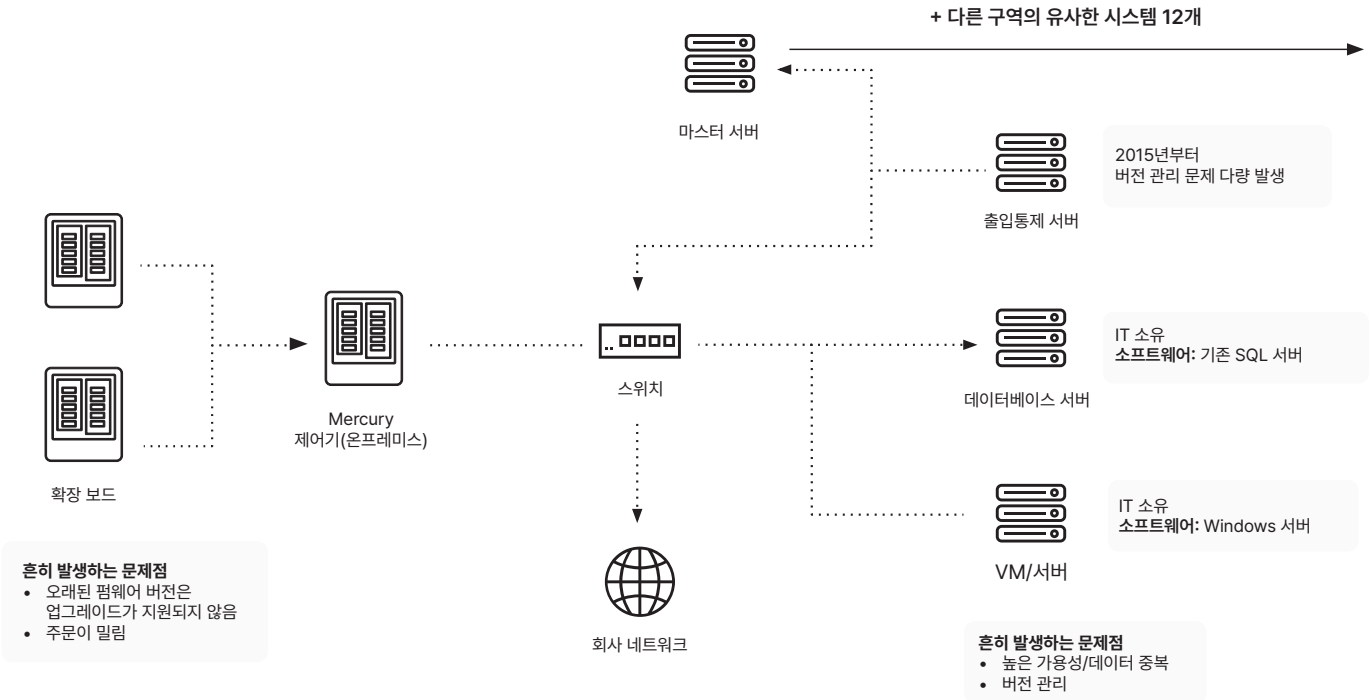 + 다른 구역의 유사한 시스템 12개
마스터 서버
2015년부터
버전 관리 문제 다량 발생
출입통제 서버
IT 소유
소프트웨어: 기존 SQL 서버
스위치
데이터베이스 서버
Mercury
제어기(온프레미스)
확장 보드
IT 소유
소프트웨어: Windows 서버
VM/서버
흔히 발생하는 문제점
• 오래된 펌웨어 버전은
업그레이드가 지원되지 않음
• 주문이 밀림
회사 네트워크
흔히 발생하는 문제점
• 높은 가용성/데이터 중복
• 버전 관리